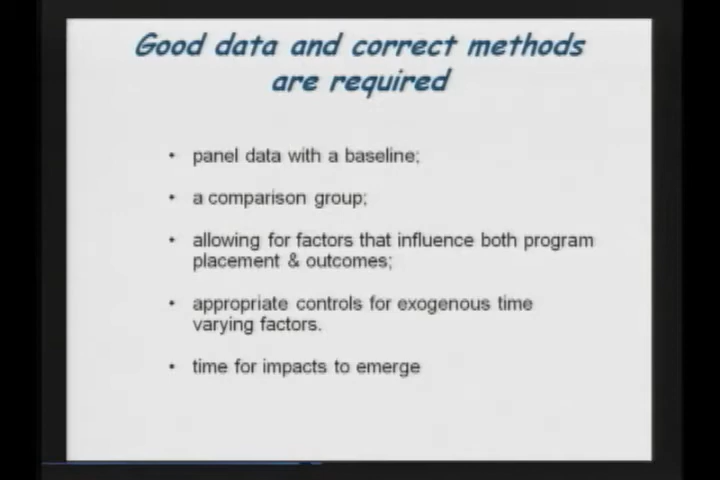 Good data and correct methods
are required
• panel data with a baseline;
• a comparison group;
• allowing for factors that influence both program
placement & outcomes;
• appropriate controls for exogenous time
varying factors.
• time for impacts to emerge